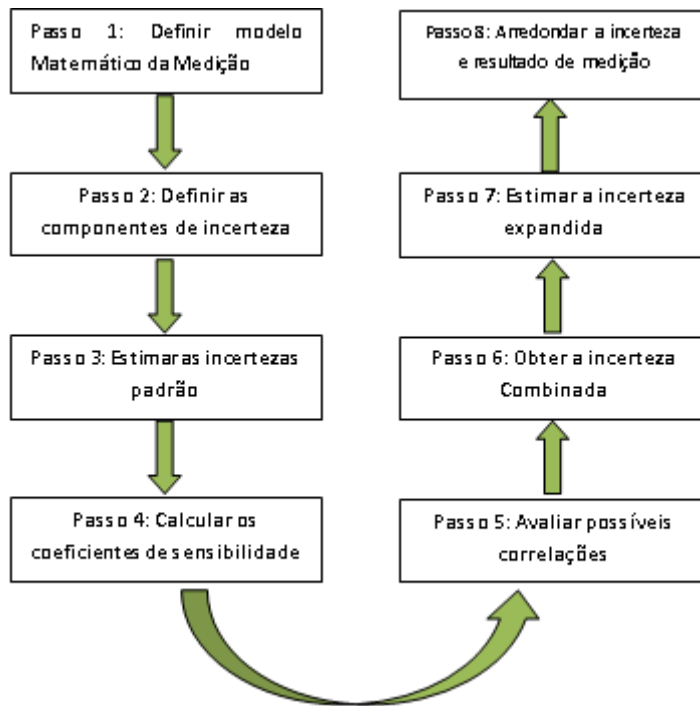 Passo 1: Definir modelo
Matemático da Medição
Passo 2: Definir as
componentes de incerteza
Passo 3: Estimar as incertezas
padrão
Passo 4: Calcular os
coeficientes de sensibilidade
Passo 5: Avaliar possíveis
correlações
Passo 6: Obter a incerteza
Combinada
Passo 7: Estimar a incerteza
expandida
Passo 8: Arredondar a incerteza
e resultado de medição